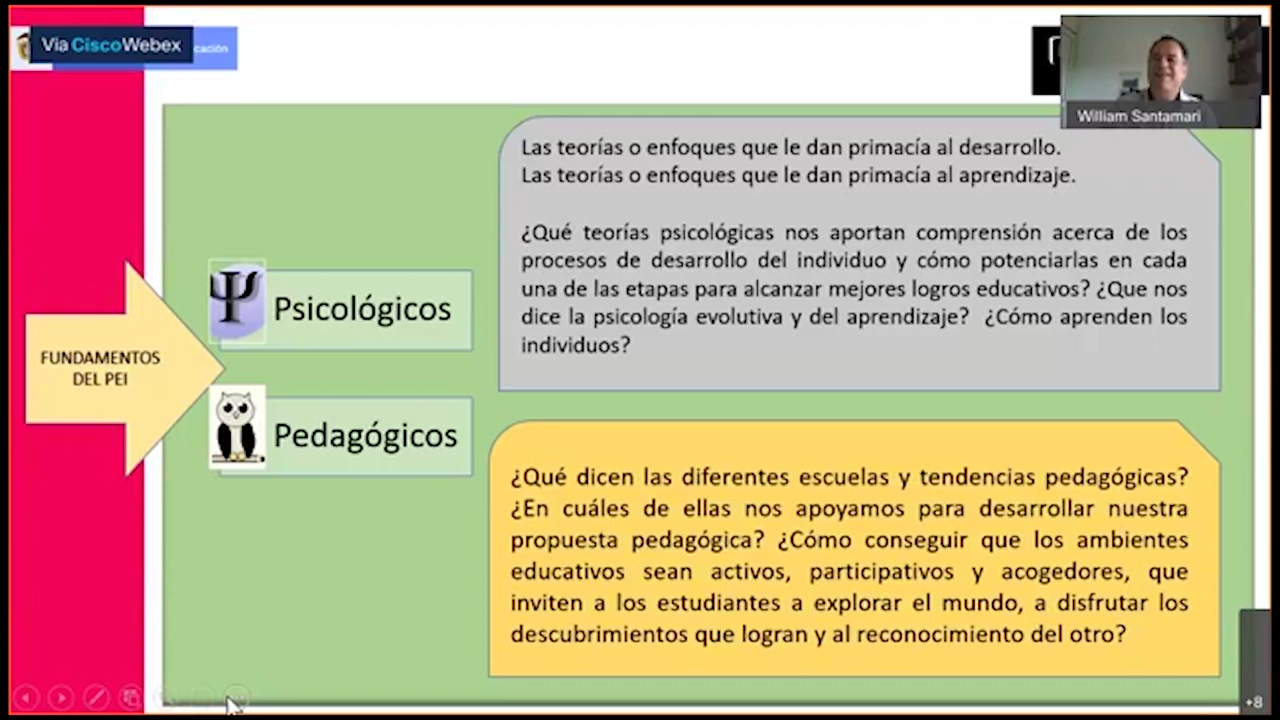 Via CiscoWebex
cación
William Santamari
Las teorías o enfoques que le dan primacía al desarrollo.
Las teorías o enfoques que le dan primacía al aprendizaje.
¿Qué teorías psicológicas nos aportan comprensión acerca de los
procesos de desarrollo del individuo y cómo potenciarlas en cada
una de las etapas para alcanzar mejores logros educativos? ¿Que nos
dice la psicología evolutiva y del aprendizaje? ¿Cómo aprenden los
individuos?
Ψ
Psicológicos
FUNDAMENTOS
DEL PEI
Pedagógicos
¿Qué dicen las diferentes escuelas y tendencias pedagógicas?
¿En cuáles de ellas nos apoyamos para desarrollar nuestra
propuesta pedagógica? ¿Cómo conseguir que los ambientes
educativos sean activos, participativos y acogedores, que
inviten a los estudiantes a explorar el mundo, a disfrutar los
descubrimientos que logran y al reconocimiento del otro?
+8